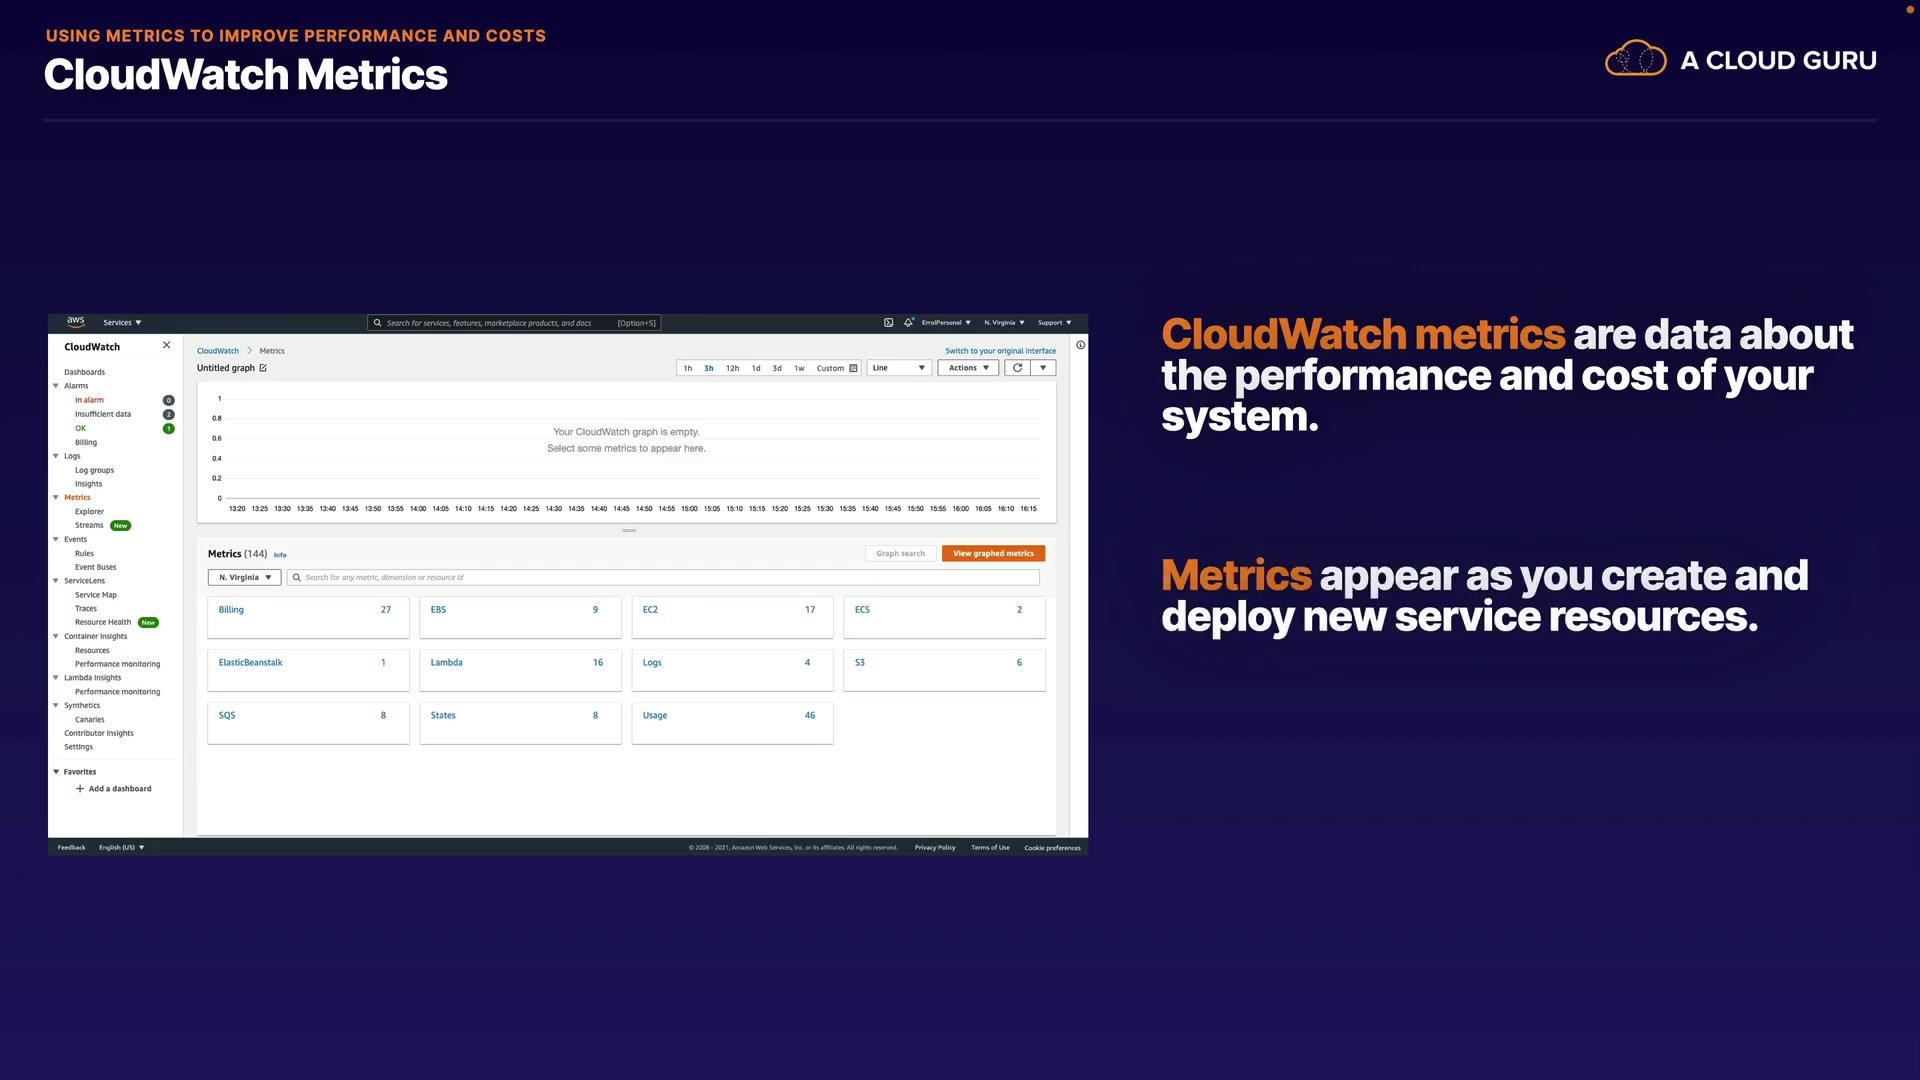 USING METRICS TO IMPROVE PERFORMANCE AND COSTS
CloudWatch Metrics
A CLOUD GURU
aws Services Search for services, features, marketplace products, and docs [Option+S] ErrolPersonal N. Virginia Support
CloudWatch
Dashboards
Alarms
In alarm 0
Insufficient data 2
OK 1
Billing
Logs
Log groups
Insights
Metrics
Explorer
Streams New
Events
Rules
Event Buses
ServiceLens
Service Map
Traces
Resource Health New
Container Insights
Resources
Performance monitoring
Lambda Insights
Performance monitoring
Synthetics
Canaries
Contributor Insights
Settings
Favorites
Add a dashboard
CloudWatch Metrics Switch to your original interface
Untitled graph 1h 3h 12h 1d 3d 1w Custom Line Actions
1
0.8
0.6
0.4
0.2
0
Your CloudWatch graph is empty.
Select some metrics to appear here.
13:20 13:25 13:30 13:35 13:40 13:45 13:50 13:55 14:00 14:05 14:10 14:15 14:20 14:25 14:30 14:35 14:40 14:45 14:50 14:55 15:00 15:05 15:10 15:15 15:20 15:25 15:30 15:35 15:40 15:45 15:50 15:55 16:00 16:05 16:10 16:15
Metrics (144) Info Graph search View graphed metrics
N. Virginia Search for any metric, dimension or resource id
Billing 27 EBS 9 EC2 17 ECS 2
ElasticBeanstalk 1 Lambda 16 Logs 4 S3 6
SQS 8 States 8 Usage 46
Feedback English (US) © 2008 - 2021, Amazon Web Services, Inc. or its affiliates. All rights reserved. Privacy Policy Terms of Use Cookie preferences
CloudWatch metrics are data about
the performance and cost of your
system.
Metrics appear as you create and
deploy new service resources.